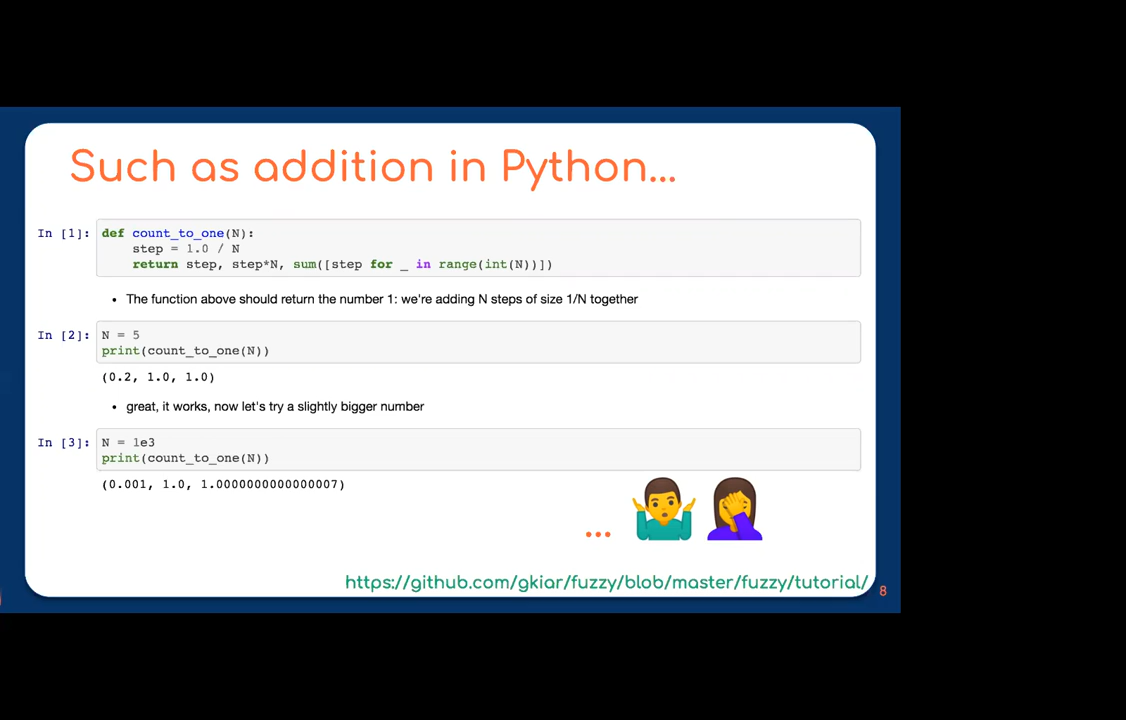 Such as addition in Python...
In [1]: def count_to_one(N):
step = 1.0 / N
return step, step*N, sum([step for _ in range(int(N))])
• The function above should return the number 1: we're adding N steps of size 1/N together
In [2]: N = 5
print(count_to_one(N))
(0.2, 1.0, 1.0)
• great, it works, now let's try a slightly bigger number
In [3]: N = 1e3
print(count_to_one(N))
(0.001, 1.0, 1.0000000000000007)
...
https://github.com/gkiar/fuzzy/blob/master/fuzzy/tutorial/
8